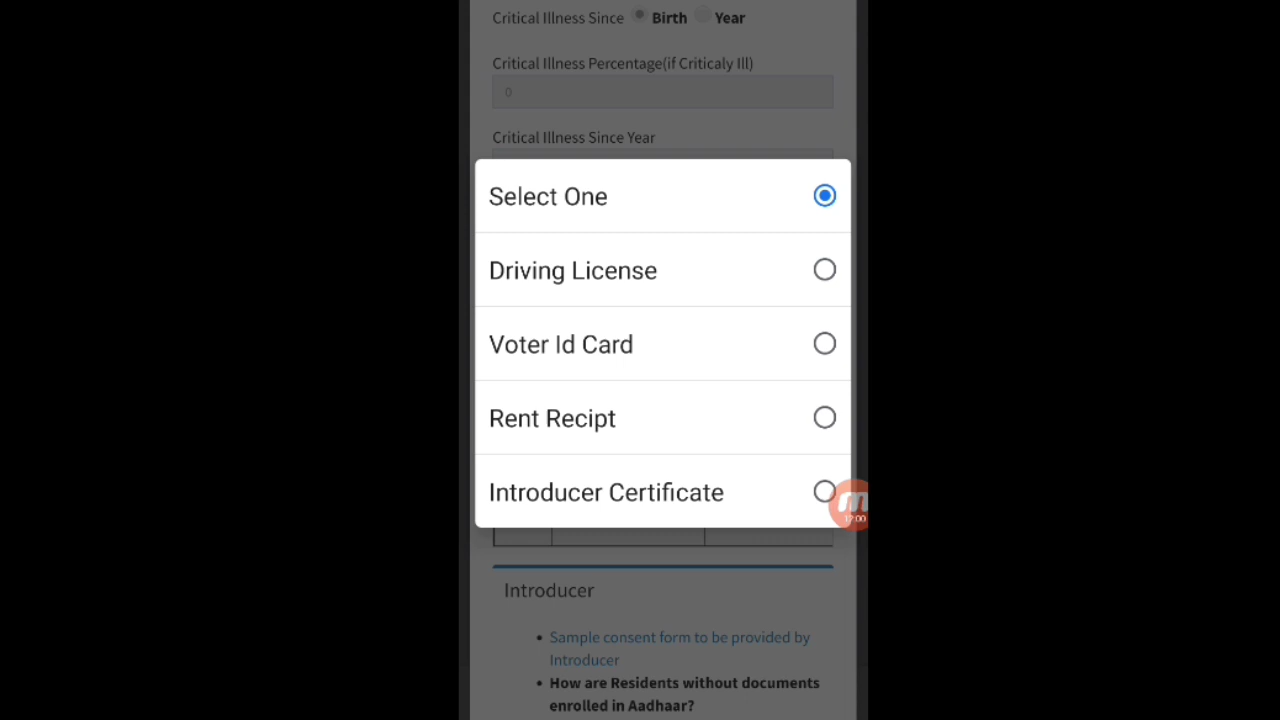 Critical Illness Since Birth Year
Critical Illness Percentage(if Criticaly Ill)
0
Critical Illness Since Year
Select One
Driving License
Voter Id Card
Rent Recipt
Introducer Certificate
12:00
Introducer
• Sample consent form to be provided by
Introducer
• How are Residents without documents
enrolled in Aadhaar?